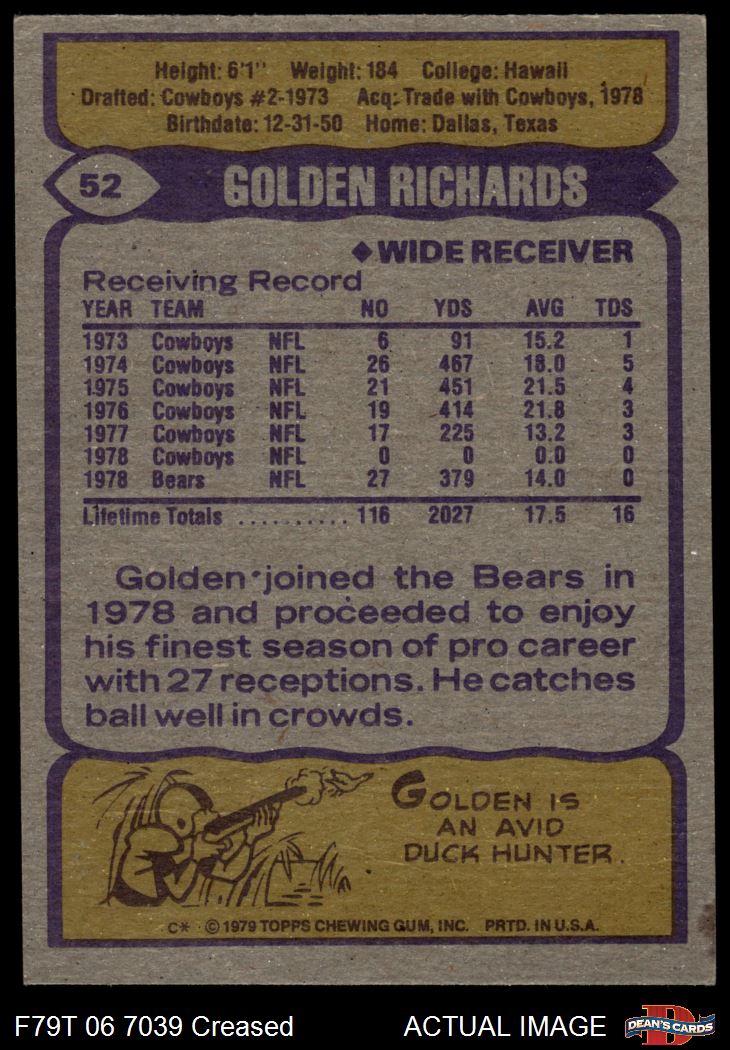 Height: 6'1" Weight: 184 College: Hawaii
Drafted: Cowboys #2-1973 Acq: Trade with Cowboys, 1978
Birthdate: 12-31-50 Home: Dallas, Texas
52 GOLDEN RICHARDS
◆WIDE RECEIVER
Receiving Record
YEAR TEAM NO YDS AVG TDS
1973 Cowboys NFL 6 91 15.2 1
1974 Cowboys NFL 26 467 18.0 5
1975 Cowboys NFL 21 451 21.5 4
1976 Cowboys NFL 19 414 21.8 3
1977 Cowboys NFL 17 225 13.2 3
1978 Cowboys NFL 0 0 0.0 0
1978 Bears NFL 27 379 14.0 0
Lifetime Totals .......... 116 2027 17.5 16
Golden joined the Bears in
1978 and proceeded to enjoy
his finest season of pro career
with 27 receptions. He catches
ball well in crowds.
GOLDEN IS
AN AVID
DUCK HUNTER.
C* © 1979 TOPPS CHEWING GUM, INC. PRTD. IN U.S.A.
F79T 06 7039 Creased ACTUAL IMAGE D DEAN'S CARDS